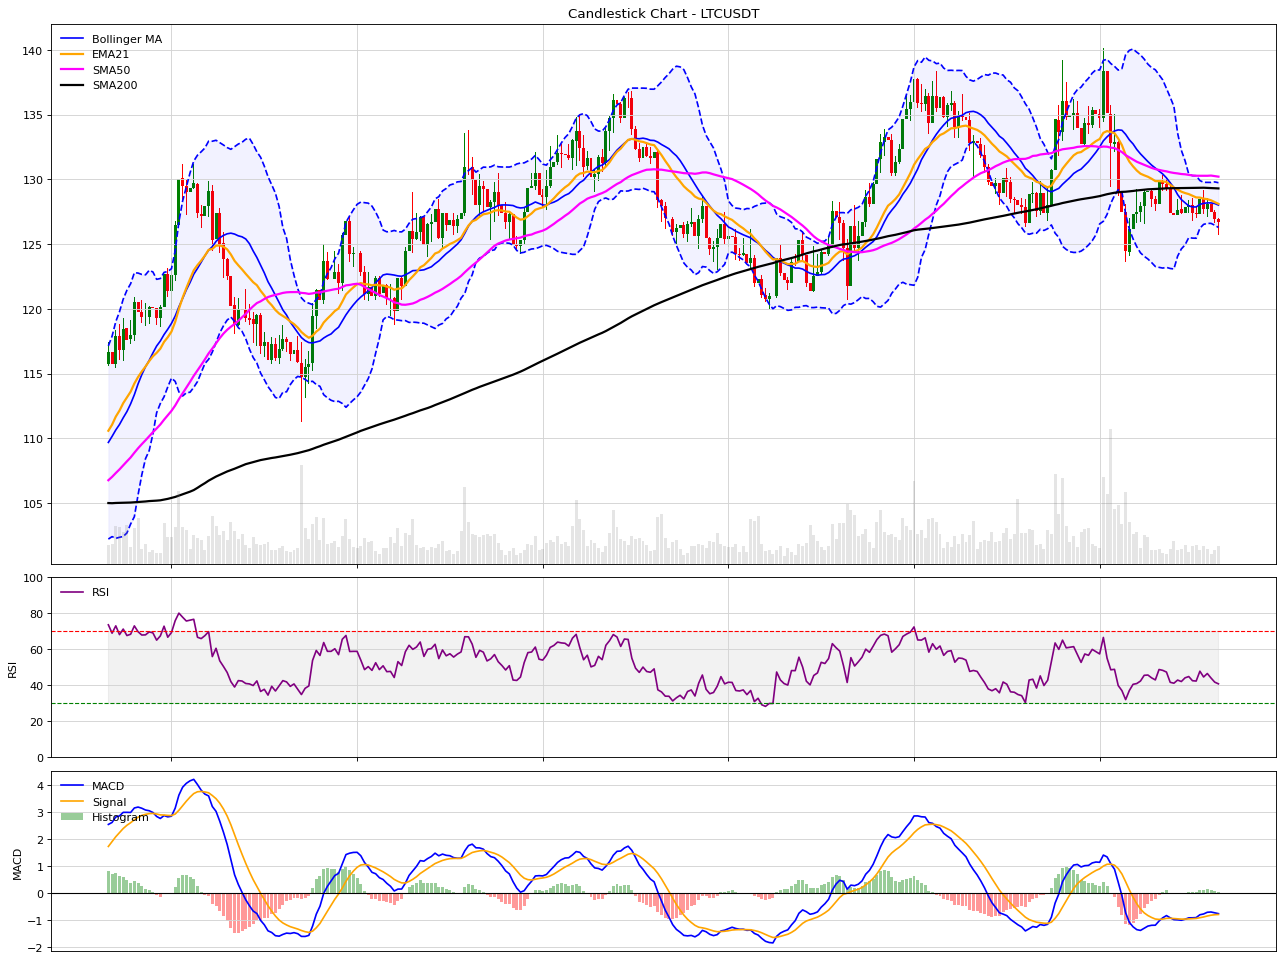 Candlestick Chart - LTCUSDT
Bollinger MA
EMA21
SMA50
SMA200
140
135
130
125
120
115
110
105
RSI
100
80
60
40
20
0
RSI
MACD
Signal
Histogram
4
3
2
1
0
−1
−2
MACD